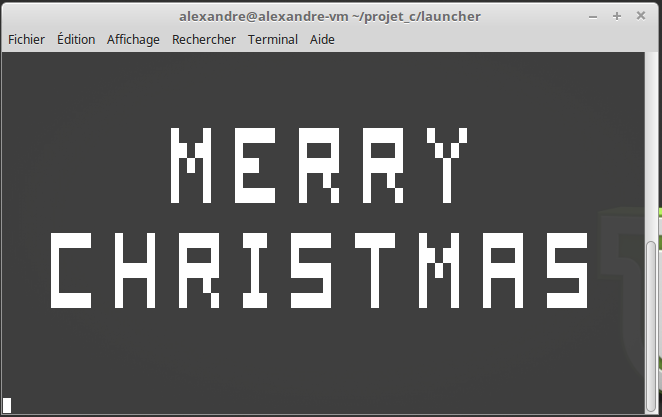 alexandre@alexandre-vm ~/projet_c/launcher
Fichier Édition Affichage Rechercher Terminal Aide
MERRY
CHRISTMAS